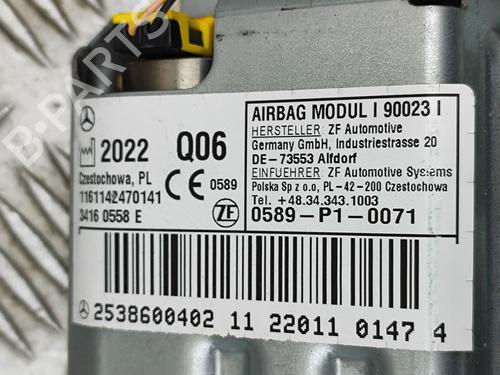 B-PARTS
2022 Q06
Czestochowa, PL
1161142470141
3416 0558 E
CE 0589
ZF
AIRBAG MODUL I 90023 I
HERSTELLER: ZF Automotive
Germany GmbH, Industriestrasse 20
DE-73553 Alfdorf
EINFUEHRER: ZF Automotive Systems
Polska Sp z o.o, PL-42-200 Czestochowa
Tel. +48.34.343.1003
0589-P1-0071
2538600402 11 22011 0147 4